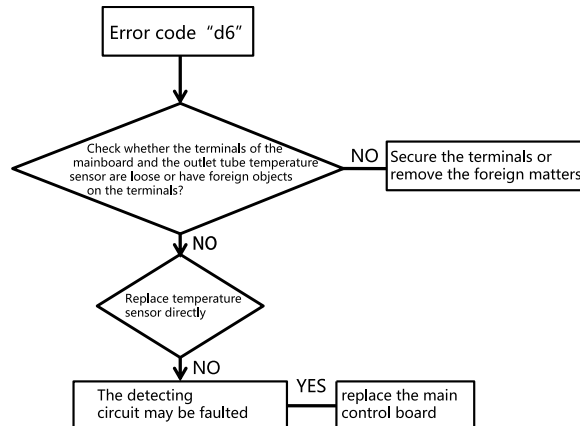 Error code “d6”
Check whether the terminals of the
mainboard and the outlet tube temperature
sensor are loose or have foreign objects
on the terminals?
NO
Secure the terminals or
remove the foreign matters
NO
Replace temperature
sensor directly
NO
The detecting
circuit may be faulted
YES
replace the main
control board